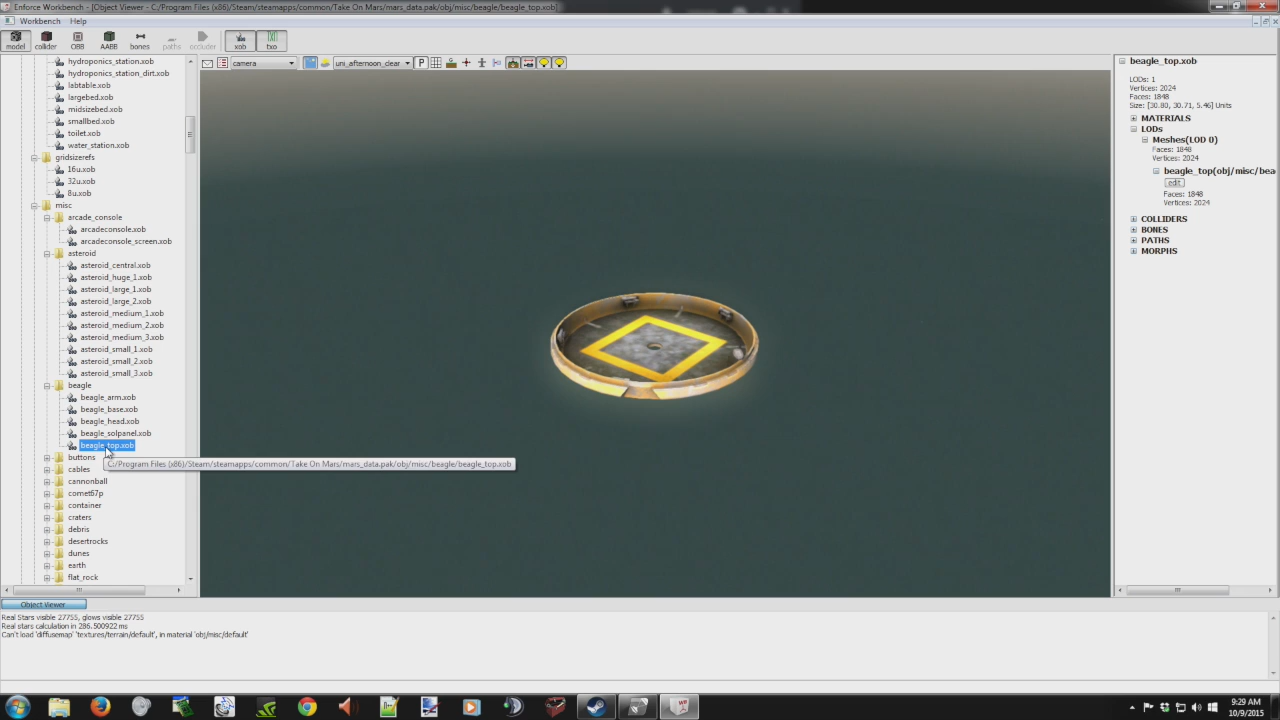 Enforce Workbench - [Object Viewer - C:/Program Files (x86)/Steam/steamapps/common/Take On Mars/mars_data.pak/obj/misc/beagle/beagle_top.xob]
Workbench Help
model collider OBB AABB bones paths occluder xob txo
camera uni_afternoon_clear P
hydroponics_station.xob
hydroponics_station_dirt.xob
labtable.xob
largebed.xob
midsizebed.xob
smallbed.xob
toilet.xob
water_station.xob
gridsizerefs
16u.xob
32u.xob
8u.xob
misc
arcade_console
arcadeconsole.xob
arcadeconsole_screen.xob
asteroid
asteroid_central.xob
asteroid_huge_1.xob
asteroid_large_1.xob
asteroid_large_2.xob
asteroid_medium_1.xob
asteroid_medium_2.xob
asteroid_medium_3.xob
asteroid_small_1.xob
asteroid_small_2.xob
asteroid_small_3.xob
beagle
beagle_arm.xob
beagle_base.xob
beagle_head.xob
beagle_solpanel.xob
beagle_top.xob
buttons
C:/Program Files (x86)/Steam/steamapps/common/Take On Mars/mars_data.pak/obj/misc/beagle/beagle_top.xob
cables
cannonball
comet67p
container
craters
debris
desertrocks
dunes
earth
flat_rock
beagle_top.xob
LODs: 1
Vertices: 2024
Faces: 1848
Size: [30.80, 30.71, 5.46] Units
MATERIALS
LODs
Meshes(LOD 0)
Faces: 1848
Vertices: 2024
beagle_top(obj/misc/bea
edit
Faces: 1848
Vertices: 2024
COLLIDERS
BONES
PATHS
MORPHS
Object Viewer
Real Stars visible 27755, glows visible 27755
Real stars calculation in 286.500922 ms
Can't load 'diffusemap' 'textures/terrain/default', in material 'obj/misc/default'
9:29 AM
10/9/2015